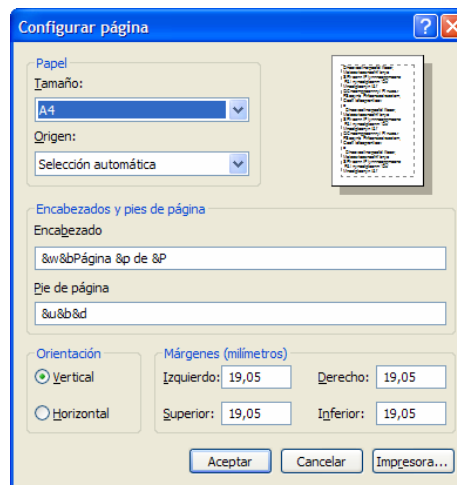 Configurar página
Papel
Tamaño:
A4
Origen:
Selección automática
Encabezados y pies de página
Encabezado
&w&bPágina &p de &P
Pie de página
&u&b&d
Orientación
Vertical
Horizontal
Márgenes (milímetros)
Izquierdo: 19,05 Derecho: 19,05
Superior: 19,05 Inferior: 19,05
Aceptar Cancelar Impresora...